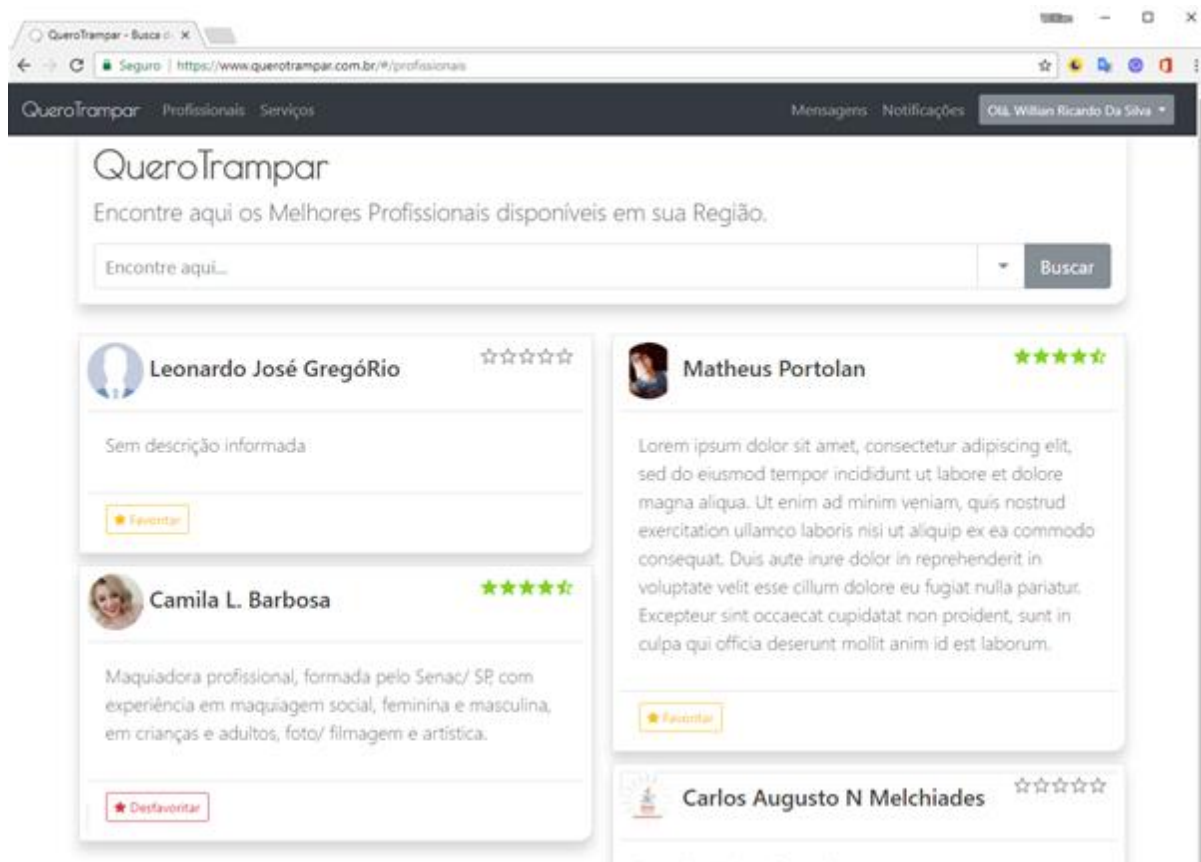 QueroTrampar - Busca d
Seguro | https://www.querotrampar.com.br/#/profissionais
QueroTrampar Profissionais Serviços Mensagens Notificações Olá, Willian Ricardo Da Silva
QueroTrampar
Encontre aqui os Melhores Profissionais disponíveis em sua Região.
Encontre aqui... Buscar
Leonardo José GregóRio
Sem descrição informada
Favoritar
Camila L. Barbosa
Maquiadora profissional, formada pelo Senac/ SP, com
experiência em maquiagem social, feminina e masculina,
em crianças e adultos, foto/ filmagem e artística.
Desfavoritar
Matheus Portolan
Lorem ipsum dolor sit amet, consectetur adipiscing elit,
sed do eiusmod tempor incididunt ut labore et dolore
magna aliqua. Ut enim ad minim veniam, quis nostrud
exercitation ullamco laboris nisi ut aliquip ex ea commodo
consequat. Duis aute irure dolor in reprehenderit in
voluptate velit esse cillum dolore eu fugiat nulla pariatur.
Excepteur sint occaecat cupidatat non proident, sunt in
culpa qui officia deserunt mollit anim id est laborum.
Favoritar
Carlos Augusto N Melchiades